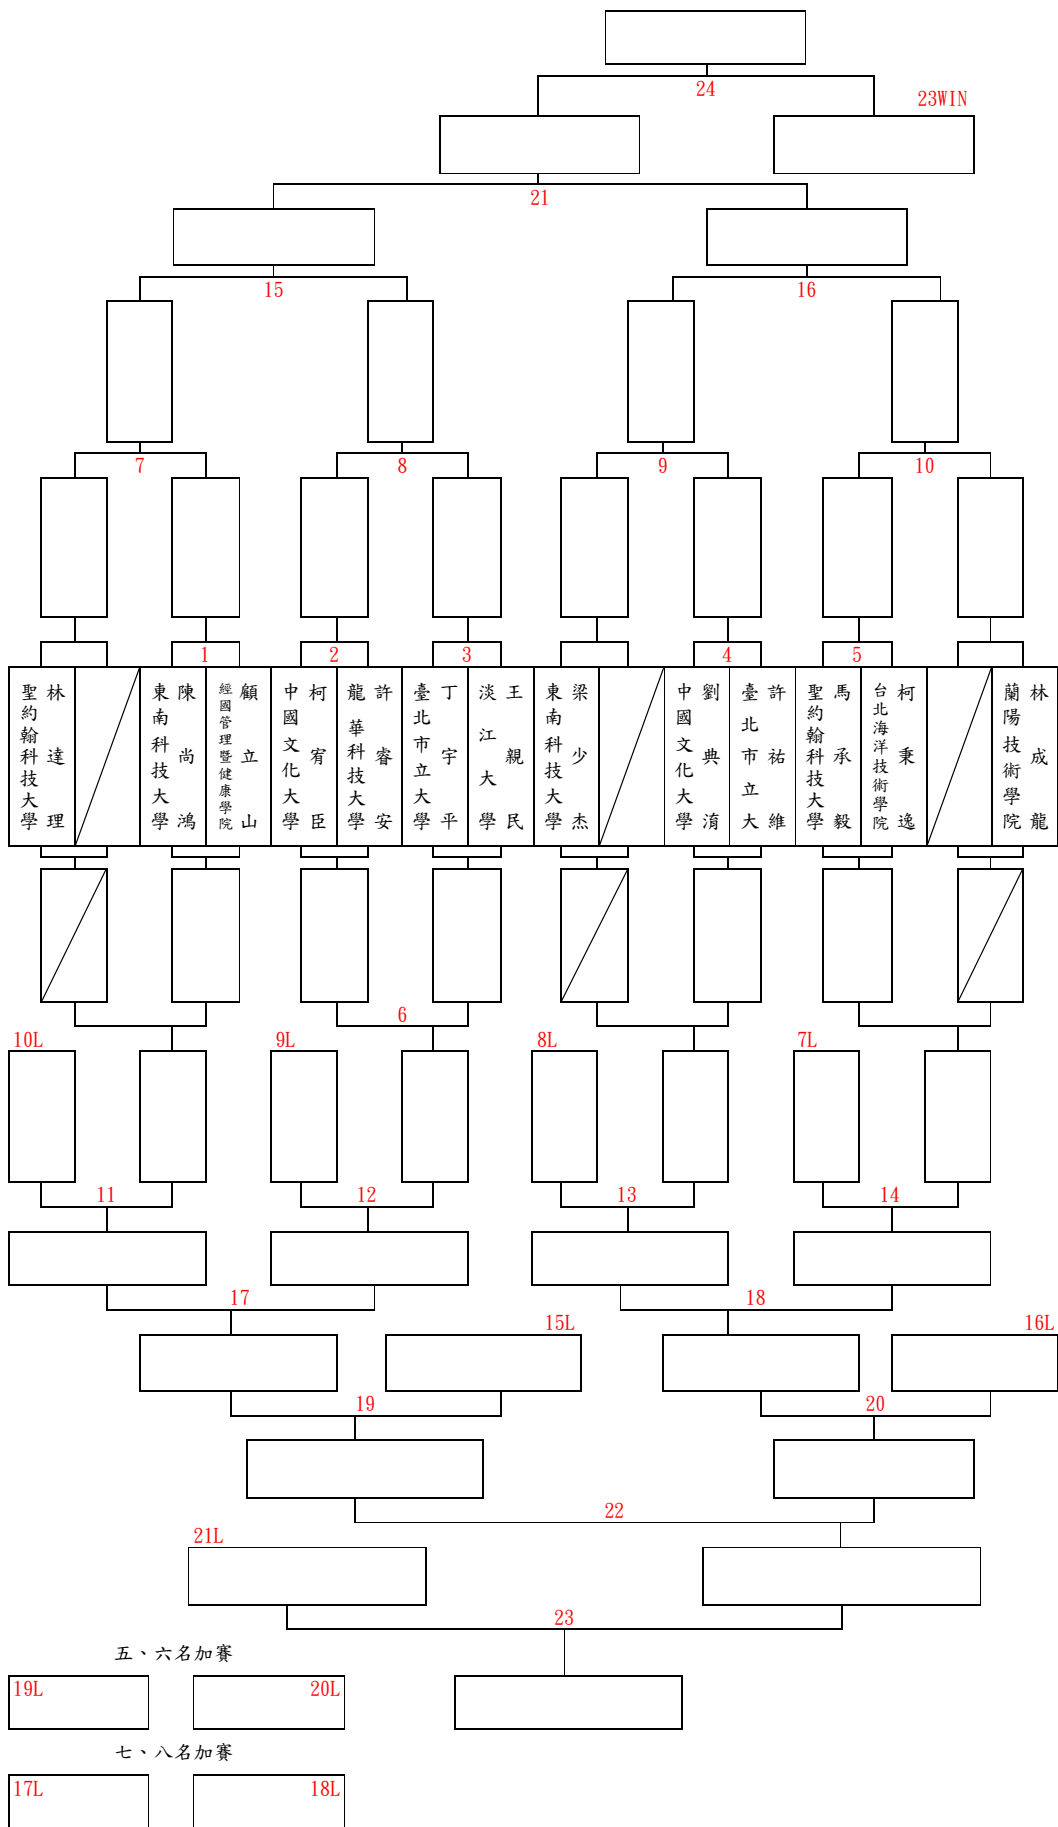 24
23WIN
21
15
16
7
8
9
10
1
2
3
4
5
聖約翰科技大學
林達理
東南科技大學
陳尚鴻
經國管理暨健康學院
顧立山
中國文化大學
柯宥臣
龍華科技大學
許睿安
臺北市立大學
丁宇平
淡江大學
王親民
東南科技大學
梁少杰
中國文化大學
劉典淯
臺北市立大
許祐維
聖約翰科技大學
馬承毅
台北海洋技術學院
柯秉逸
蘭陽技術學院
林成龍
6
10L
9L
8L
7L
11
12
13
14
17
18
15L
16L
19
20
22
21L
23
五、六名加賽
19L
20L
七、八名加賽
17L
18L